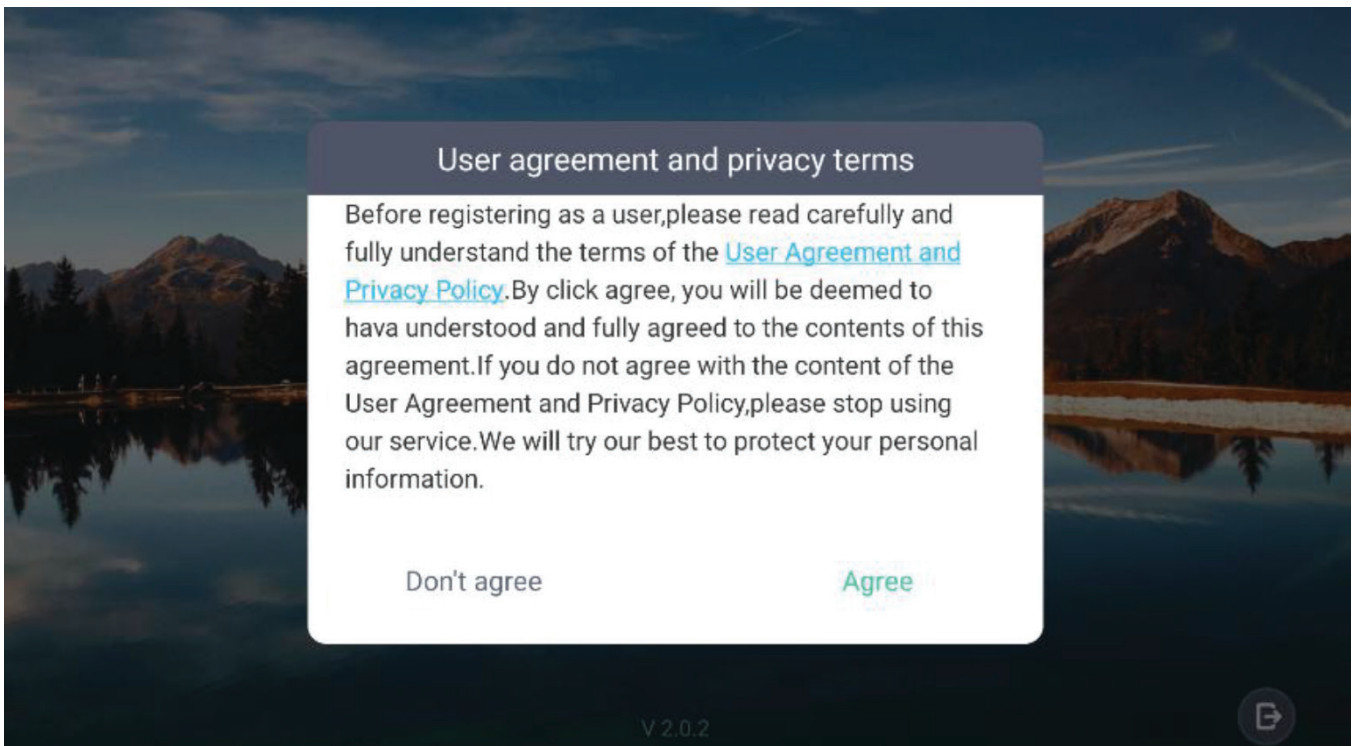 User agreement and privacy terms
Before registering as a user,please read carefully and
fully understand the terms of the User Agreement and
Privacy Policy.By click agree, you will be deemed to
hava understood and fully agreed to the contents of this
agreement.If you do not agree with the content of the
User Agreement and Privacy Policy,please stop using
our service.We will try our best to protect your personal
information.
Don't agree
Agree
V 2.0.2